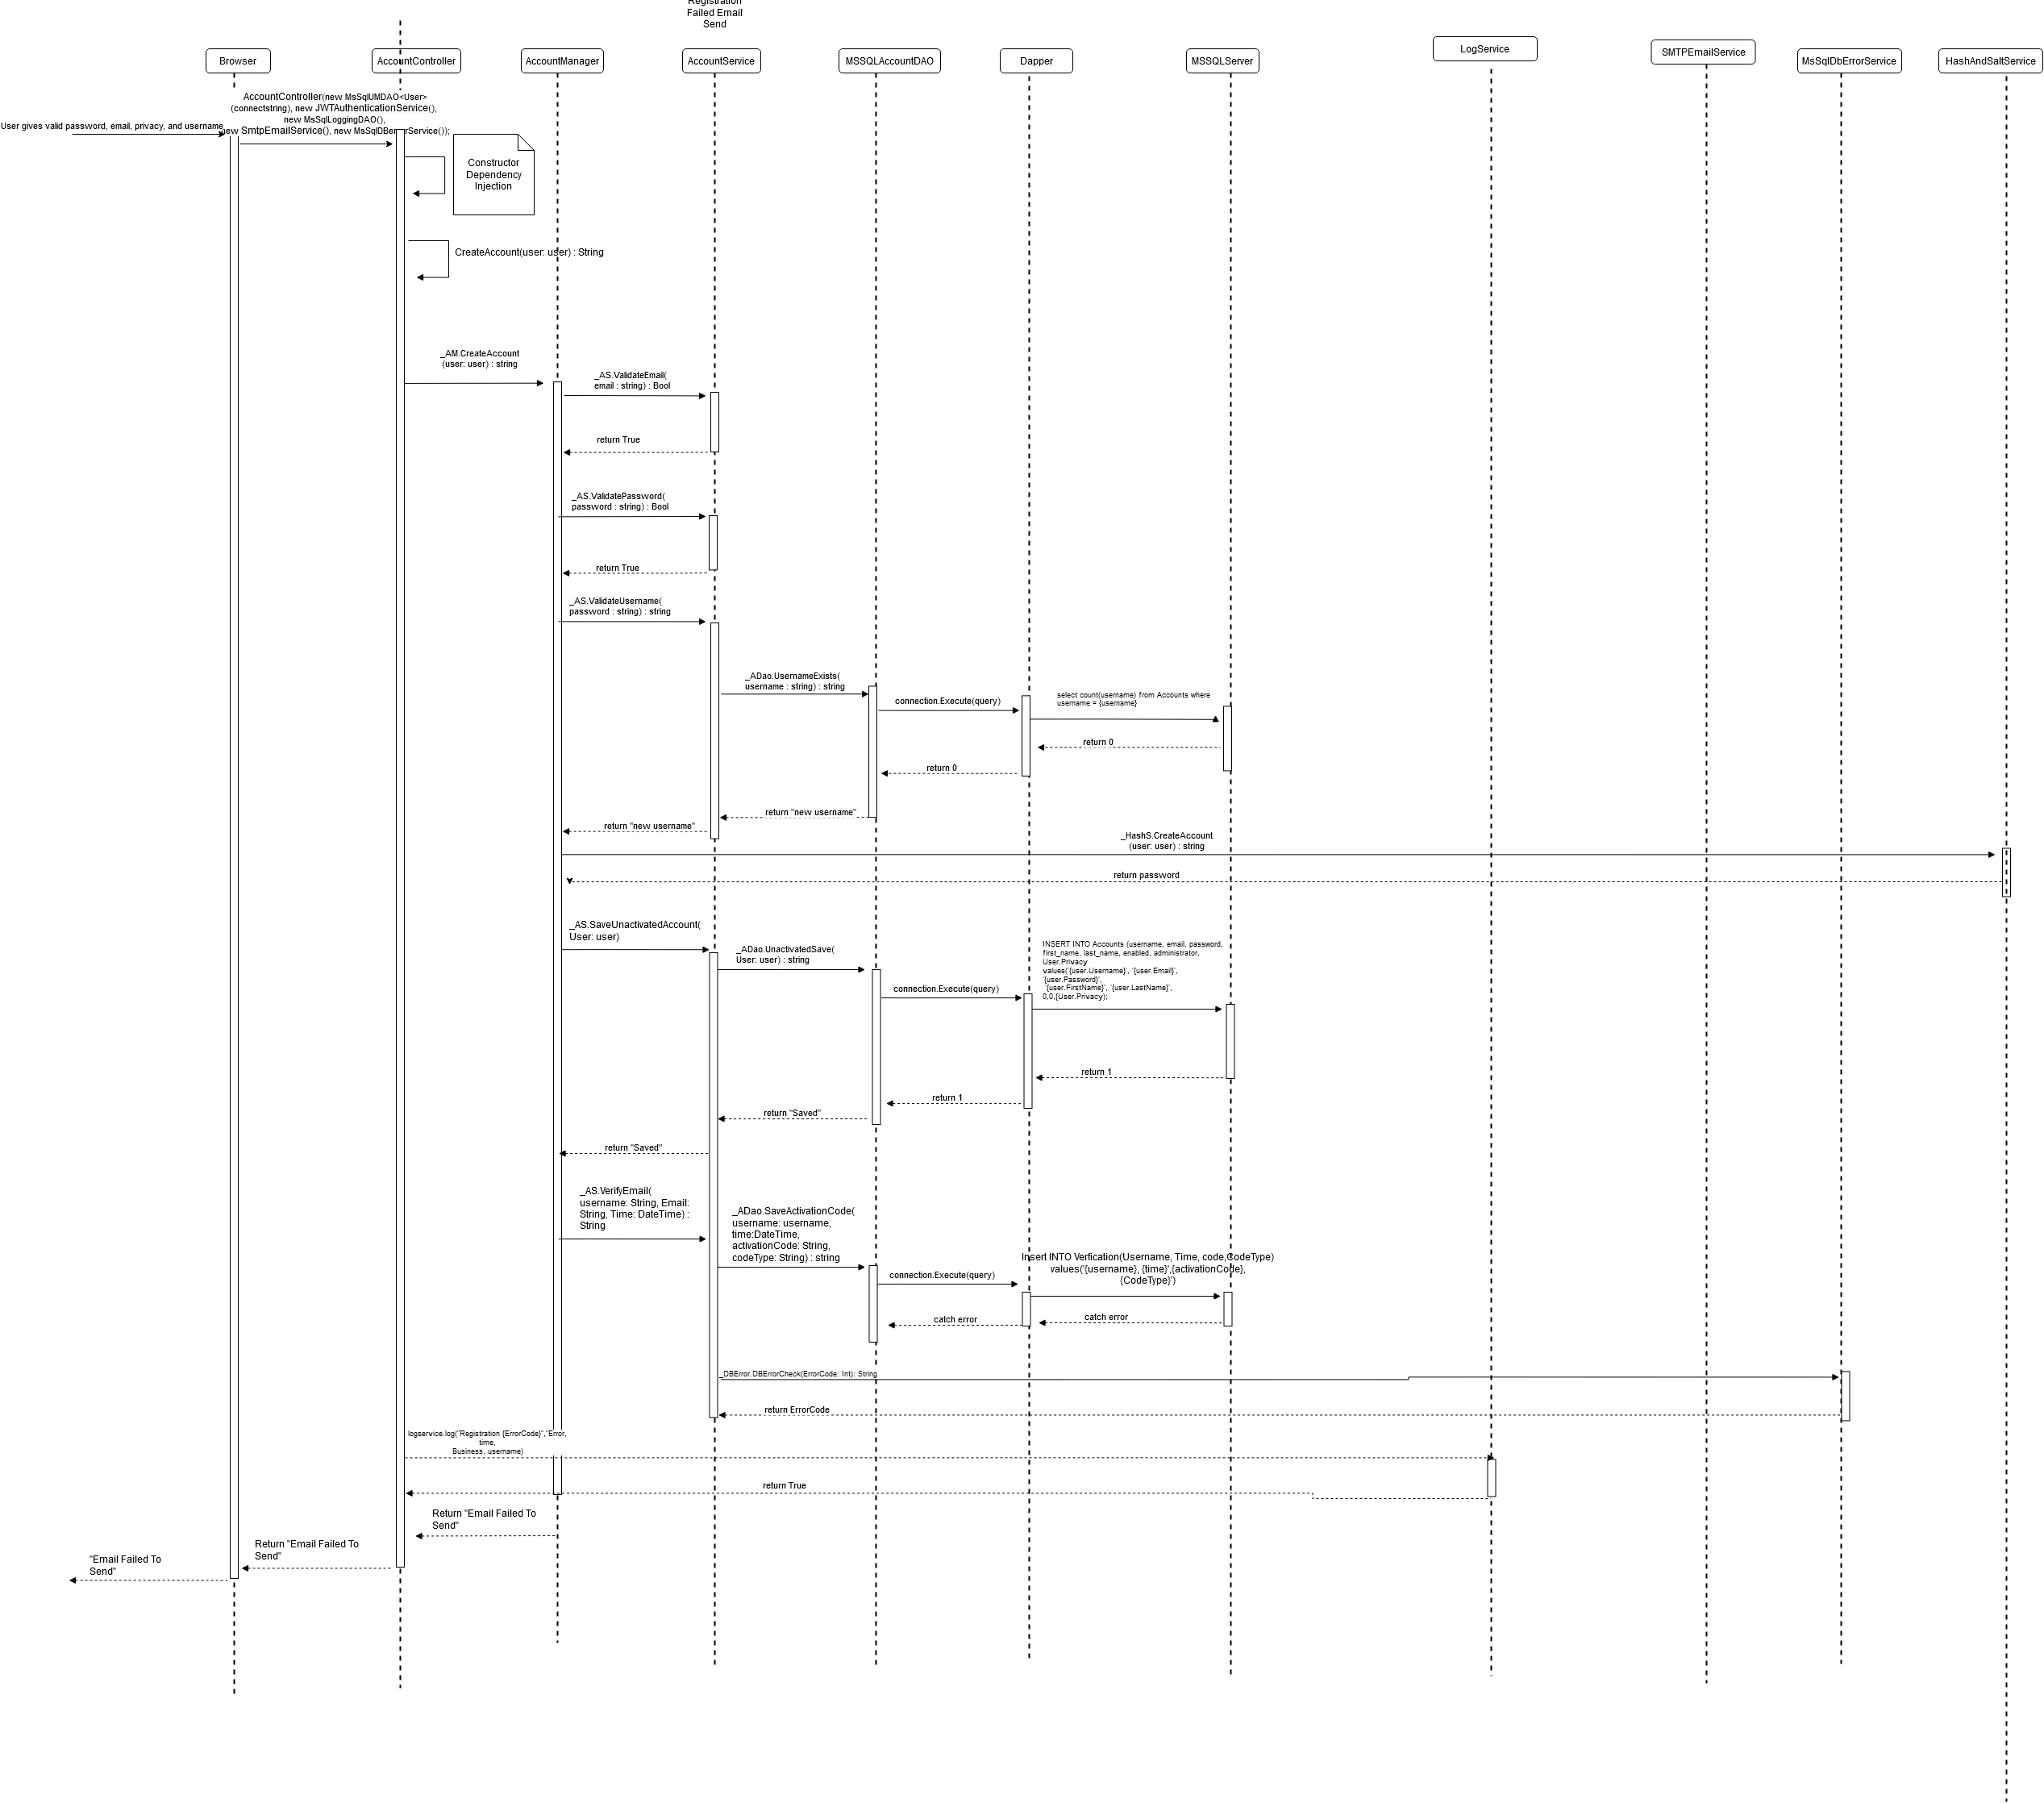 Registration
Failed Email
Send
Browser
AccountController
AccountManager
AccountService
MSSQLAccountDAO
Dapper
MSSQLServer
LogService
SMTPEmailService
MsSqlDbErrorService
HashAndSaltService
AccountController(new MsSqlUMDAO<User>
(connectstring), new JWTAuthenticationService(),
new MsSqlLoggingDAO(),
new SmtpEmailService(), new MsSqlDBerrorService());
User gives valid password, email, privacy, and username
Constructor
Dependency
Injection
CreateAccount(user: user) : String
_AM.CreateAccount
(user: user) : string
_AS.ValidateEmail(
email : string) : Bool
return True
_AS.ValidatePassword(
password : string) : Bool
return True
_AS.ValidateUsername(
password : string) : string
_ADao.UsernameExists(
username : string) : string
connection.Execute(query)
select count(username) from Accounts where
username = {username}
return 0
return 0
return "new username"
return "new username"
_HashS.CreateAccount
(user: user) : string
return password
_AS.SaveUnactivatedAccount(
User: user)
_ADao.UnactivatedSave(
User: user) : string
connection.Execute(query)
INSERT INTO Accounts (username, email, password,
first_name, last_name, enabled, administrator,
User.Privacy
values('{user.Username}', '{user.Email}',
'{user.Password}',
'{user.FirstName}', '{user.LastName}',
0,0,{User.Privacy);
return 1
return 1
return "Saved"
return "Saved"
_AS.VerifyEmail(
username: String, Email:
String, Time: DateTime) :
String
_ADao.SaveActivationCode(
username: username,
time:DateTime,
activationCode: String,
codeType: String) : string
connection.Execute(query)
Insert INTO Verfication(Username, Time, code,CodeType)
values('{username}, {time}',{activationCode},
{CodeType}')
catch error
catch error
_DBError.DBErrorCheck(ErrorCode: Int): String
return ErrorCode
logservice.log("Registration {ErrorCode}","Error,
time,
Business, username)
return True
Return "Email Failed To
Send"
Return "Email Failed To
Send"
"Email Failed To
Send"